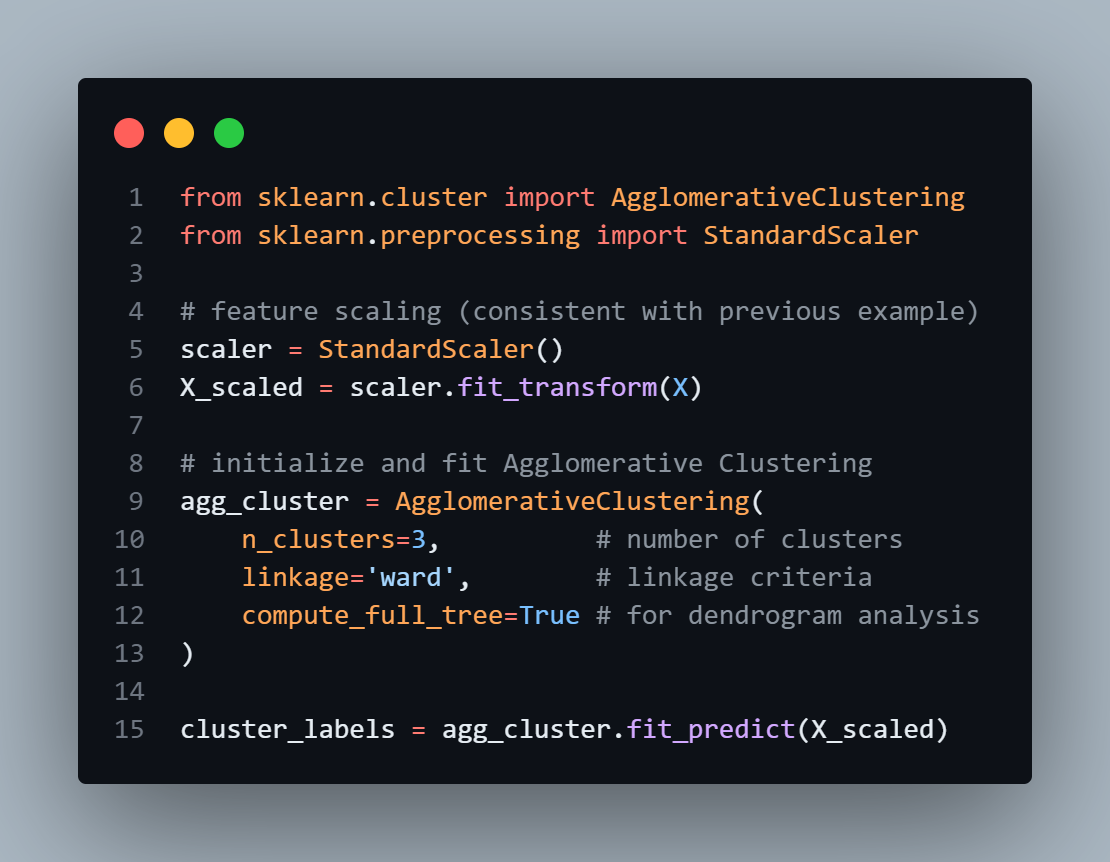 1 from sklearn.cluster import AgglomerativeClustering
2 from sklearn.preprocessing import StandardScaler
3
4 # feature scaling (consistent with previous example)
5 scaler = StandardScaler()
6 X_scaled = scaler.fit_transform(X)
7
8 # initialize and fit Agglomerative Clustering
9 agg_cluster = AgglomerativeClustering(
10     n_clusters=3,          # number of clusters
11     linkage='ward',        # linkage criteria
12     compute_full_tree=True # for dendrogram analysis
13 )
14
15 cluster_labels = agg_cluster.fit_predict(X_scaled)